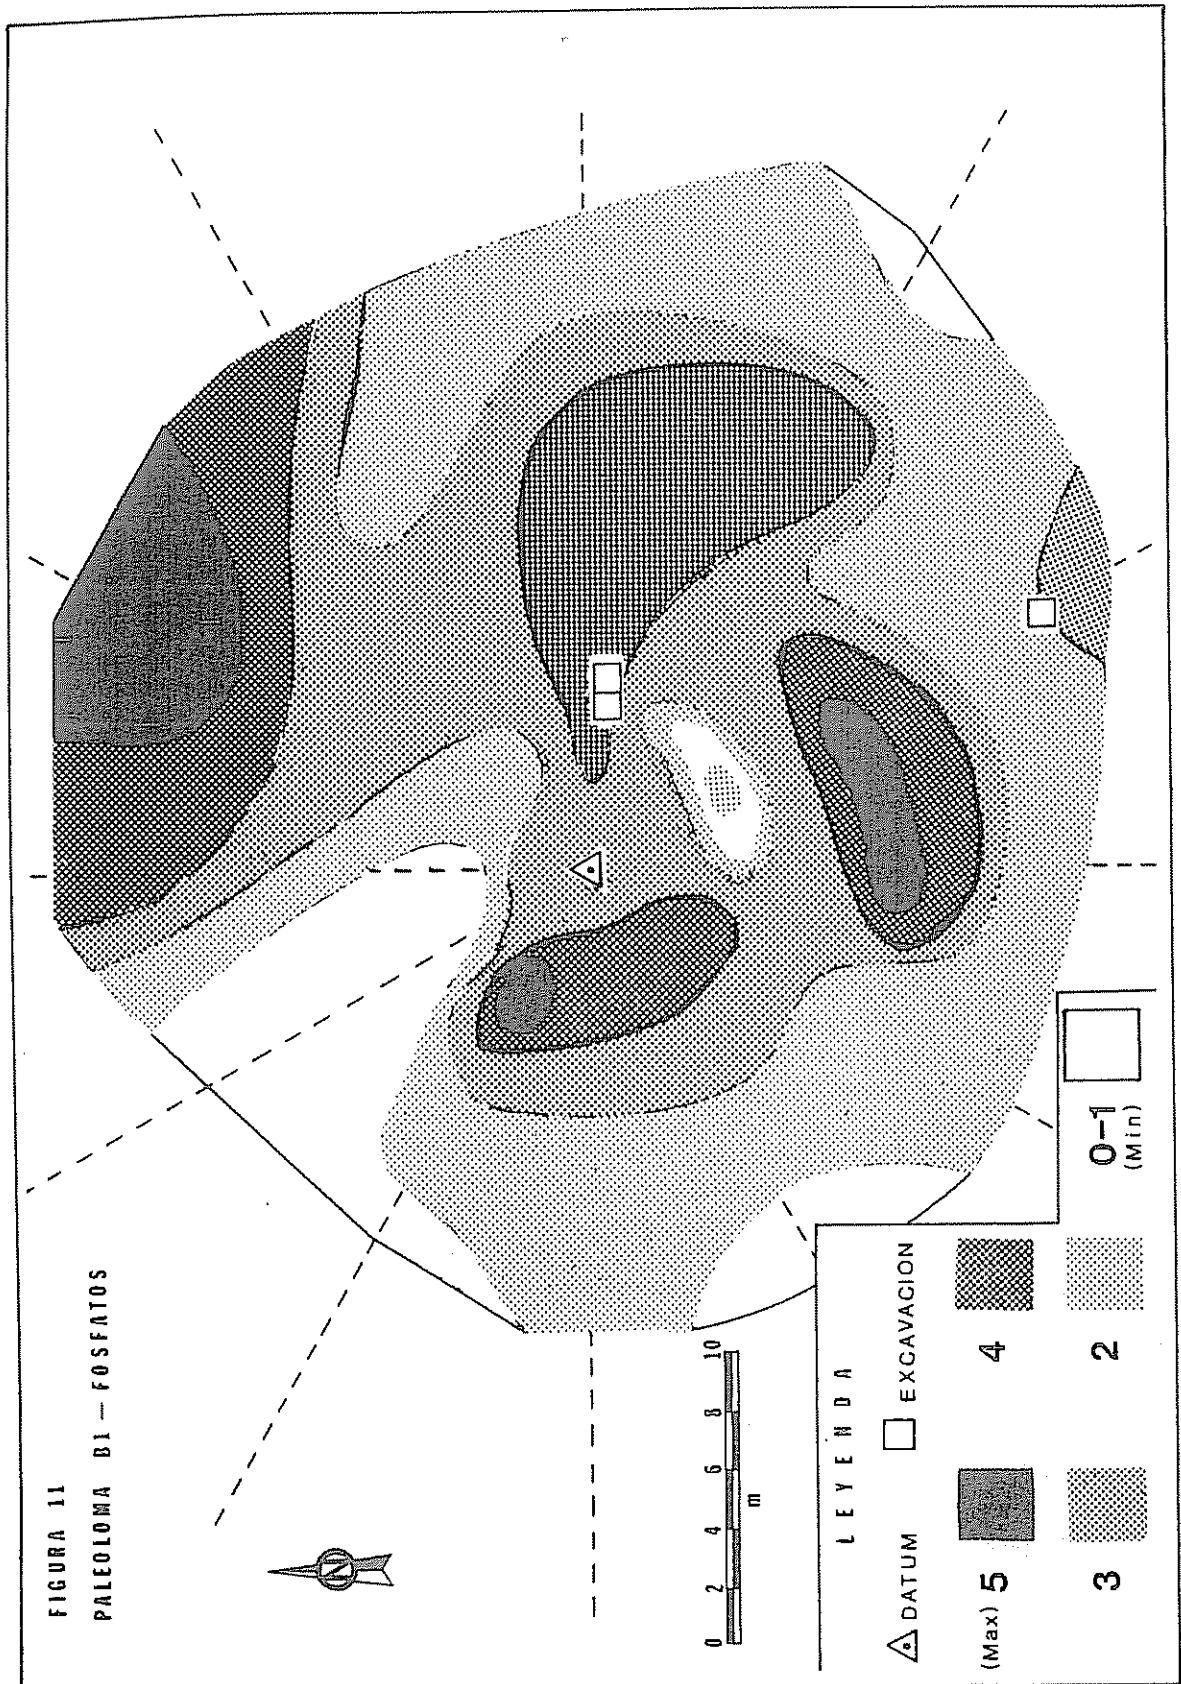 FIGURA 11
PALEOLOMA B1 — FOSFATOS
N
0 2 4 6 8 10
m
LEYENDA
DATUM EXCAVACION
(Max) 5 4
3 2 0-1
(Min)